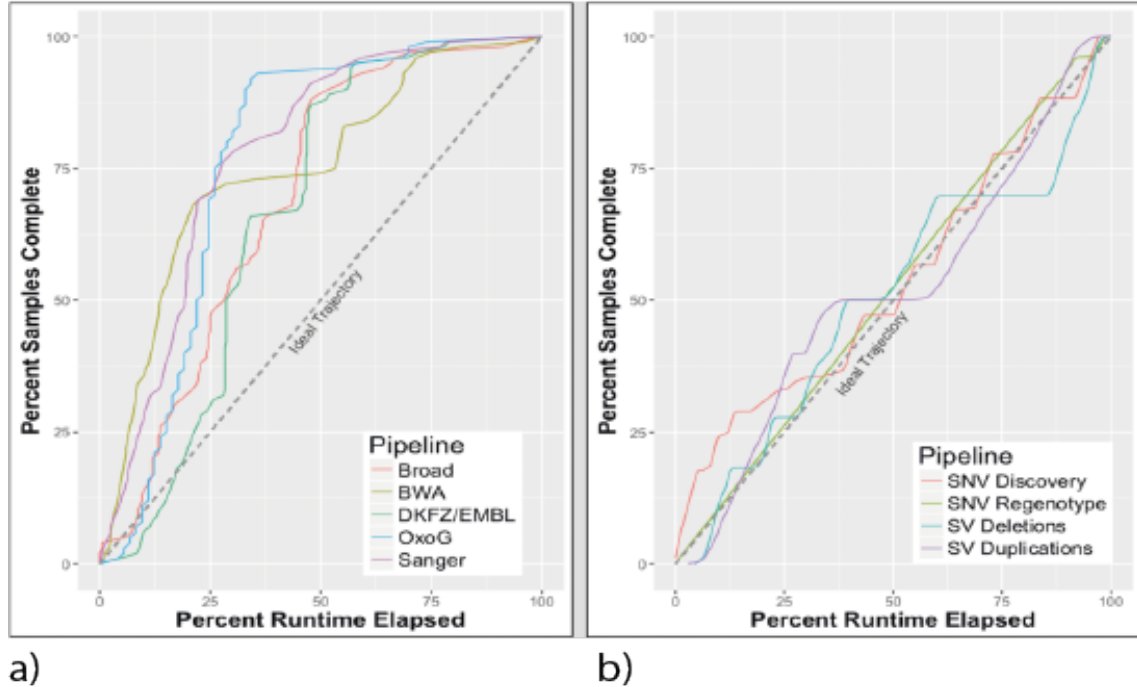 100
75
50
25
0
Percent Samples Complete
Ideal Trajectory
Pipeline
Broad
BWA
DKFZ/EMBL
OxoG
Sanger
0 25 50 75 100
Percent Runtime Elapsed
a)
100
75
50
25
0
Percent Samples Complete
Ideal Trajectory
Pipeline
SNV Discovery
SNV Regenotype
SV Deletions
SV Duplications
0 25 50 75 100
Percent Runtime Elapsed
b)